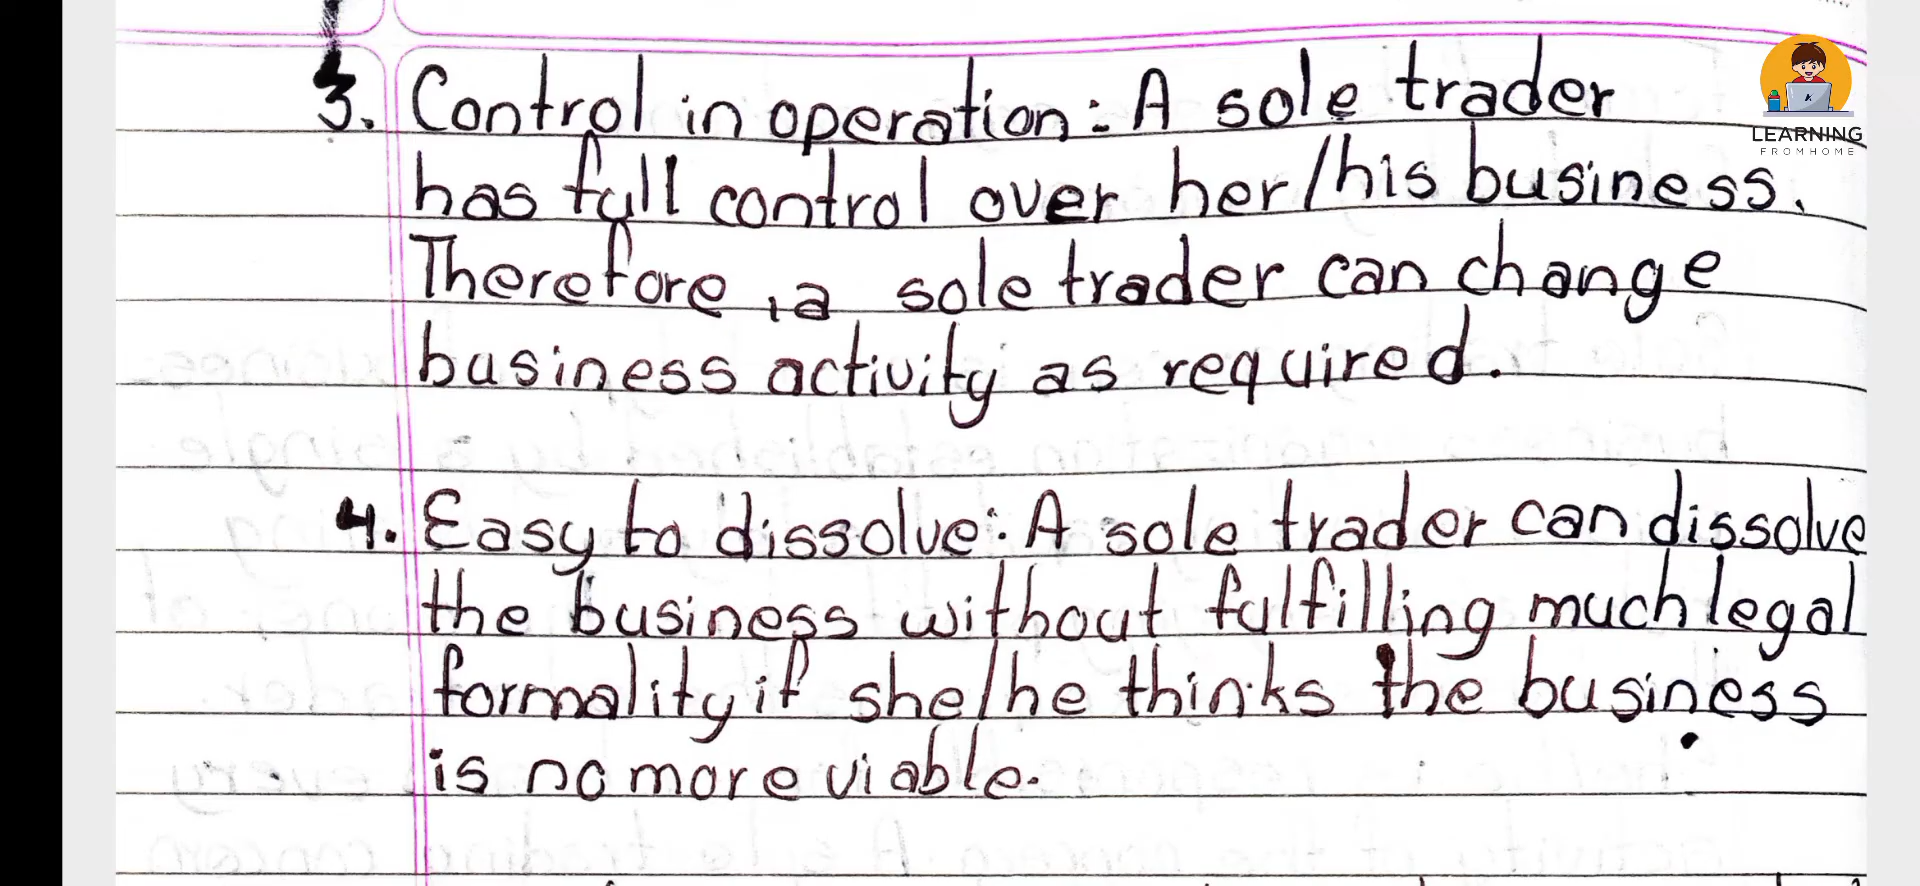 3. Control in operation: A sole trader
has full control over her/his business.
Therefore, a sole trader can change
business activity as required.
4. Easy to dissolve: A sole trader can dissolve
the business without fulfilling much legal
formality if she/he thinks the business
is no more viable.
LEARNING
FROMHOME